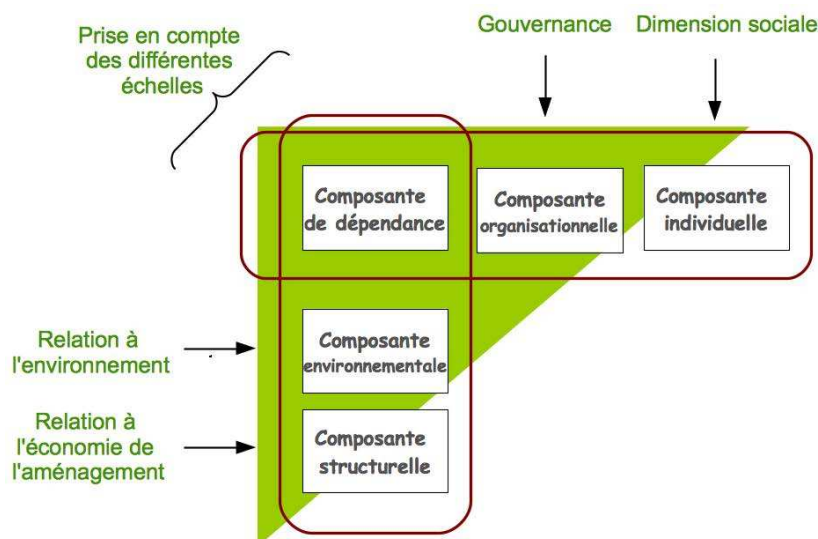 Prise en compte
des différentes
échelles
Gouvernance
Dimension sociale
Composante
de dépendance
Composante
organisationnelle
Composante
individuelle
Relation à
l'environnement
Composante
environnementale
Relation à
l'économie de
l'aménagement
Composante
structurelle